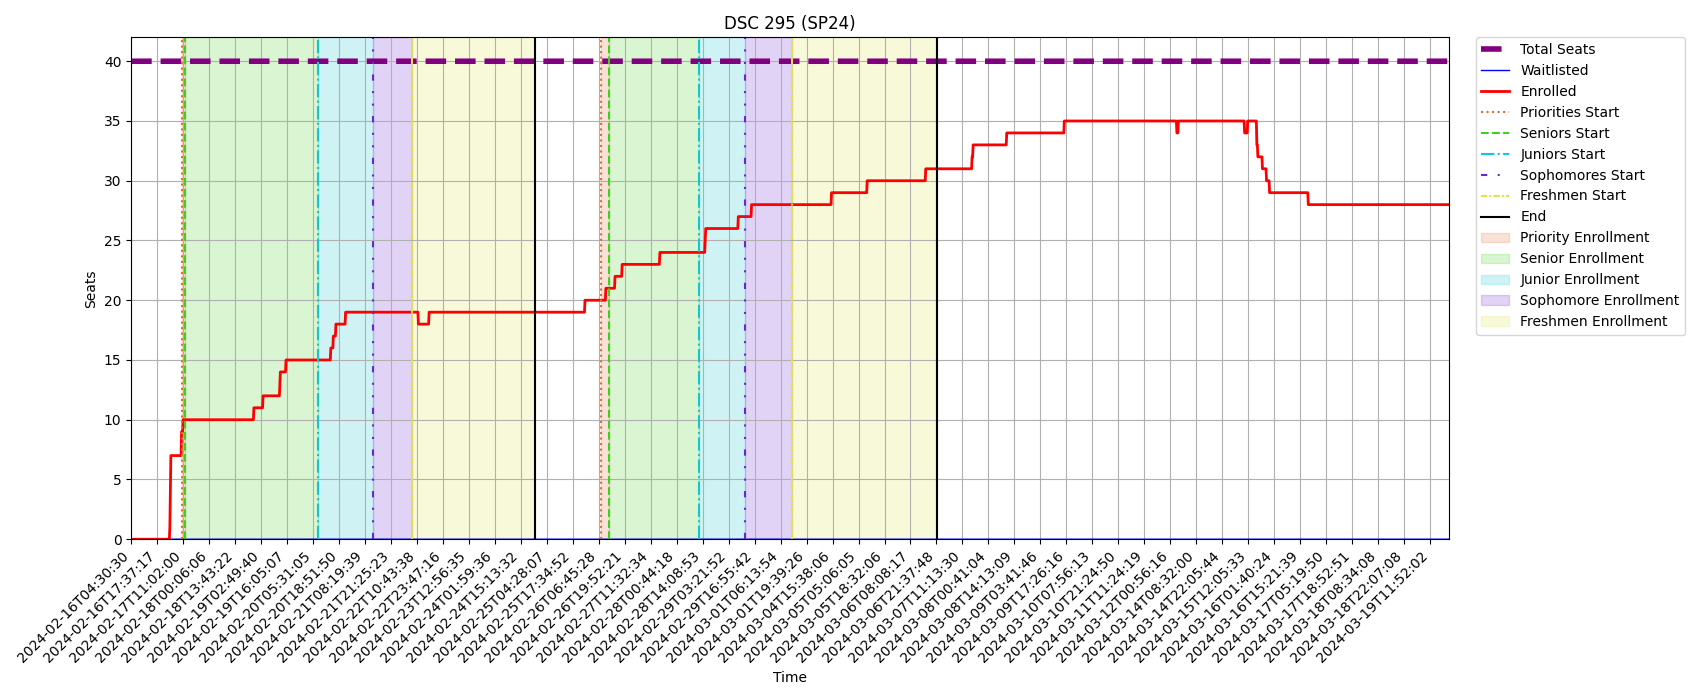 DSC 295 (SP24)
Seats
40
35
30
25
20
15
10
5
0
2024-02-16T04:30:30
2024-02-16T17:37:17
2024-02-17T11:02:00
2024-02-18T00:06:06
2024-02-18T13:43:22
2024-02-19T02:49:40
2024-02-19T16:05:07
2024-02-20T05:31:05
2024-02-20T18:51:50
2024-02-21T08:19:39
2024-02-21T21:25:23
2024-02-22T10:43:38
2024-02-22T23:47:16
2024-02-23T12:56:35
2024-02-24T01:59:36
2024-02-24T15:13:32
2024-02-25T04:28:07
2024-02-25T17:34:52
2024-02-26T06:45:28
2024-02-26T19:52:21
2024-02-27T11:32:34
2024-02-28T00:44:18
2024-02-28T14:08:53
2024-02-29T03:21:52
2024-02-29T16:55:42
2024-03-01T06:13:54
2024-03-01T19:39:26
2024-03-04T15:38:06
2024-03-05T05:06:05
2024-03-05T18:32:06
2024-03-06T08:08:17
2024-03-06T21:37:48
2024-03-07T11:13:30
2024-03-08T00:41:04
2024-03-08T14:13:09
2024-03-09T03:41:46
2024-03-09T17:26:16
2024-03-10T07:56:13
2024-03-10T21:24:50
2024-03-11T11:24:19
2024-03-12T00:56:16
2024-03-14T08:32:00
2024-03-14T22:05:44
2024-03-15T12:05:33
2024-03-16T01:40:24
2024-03-16T15:21:39
2024-03-17T05:19:50
2024-03-17T18:52:51
2024-03-18T08:34:08
2024-03-18T22:07:08
2024-03-19T11:52:02
Time
Total Seats
Waitlisted
Enrolled
Priorities Start
Seniors Start
Juniors Start
Sophomores Start
Freshmen Start
End
Priority Enrollment
Senior Enrollment
Junior Enrollment
Sophomore Enrollment
Freshmen Enrollment